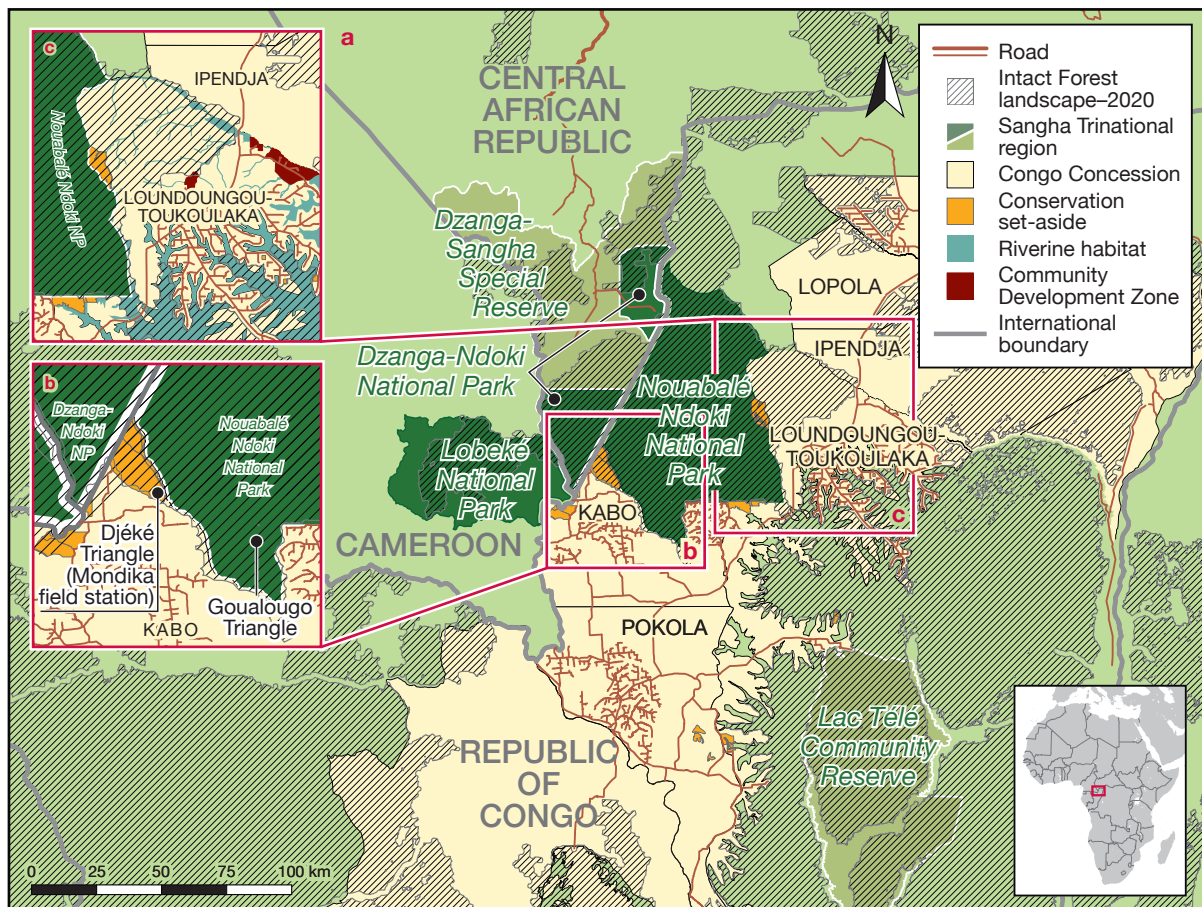 a
CENTRAL
AFRICAN
REPUBLIC
N
Dzanga-
Sangha
Special
Reserve
Dzanga-Ndoki
National Park
Lobeké
National
Park
Nouabalé
Ndoki
National
Park
LOPOLA
IPENDJA
LOUNDOUNGOU-
TOUKOULAKA
KABO
b
c
CAMEROON
POKOLA
REPUBLIC
OF
CONGO
Lac Télé
Community
Reserve
0 25 50 75 100 km
c
IPENDJA
Nouabalé Ndoki NP
LOUNDOUNGOU-
TOUKOULAKA
b
Dzanga-
Ndoki
NP
Nouabalé
Ndoki
National
Park
Djéké
Triangle
(Mondika
field station)
Goualougo
Triangle
KABO
Road
Intact Forest
landscape–2020
Sangha Trinational
region
Congo Concession
Conservation
set-aside
Riverine habitat
Community
Development Zone
International
boundary